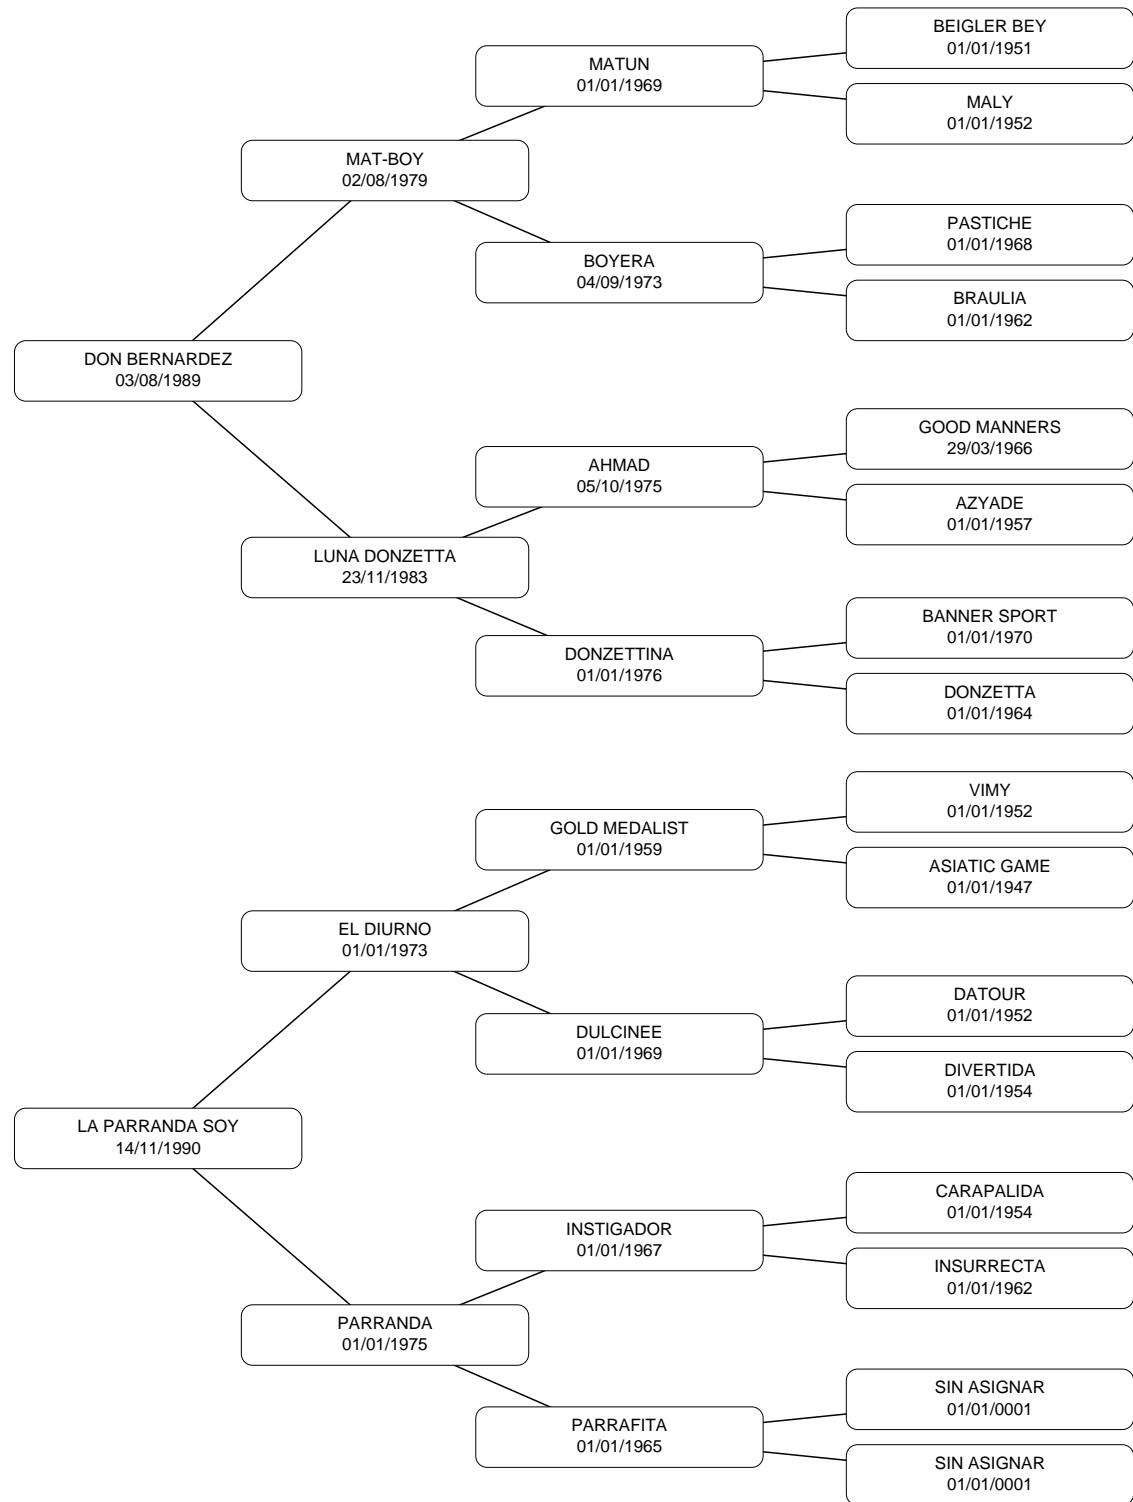 BEIGLER BEY
01/01/1951
MATUN
01/01/1969
MALY
01/01/1952
MAT-BOY
02/08/1979
PASTICHE
01/01/1968
BOYERA
04/09/1973
BRAULIA
01/01/1962
DON BERNARDEZ
03/08/1989
GOOD MANNERS
29/03/1966
AHMAD
05/10/1975
AZYADE
01/01/1957
LUNA DONZETTA
23/11/1983
BANNER SPORT
01/01/1970
DONZETTINA
01/01/1976
DONZETTA
01/01/1964
VIMY
01/01/1952
GOLD MEDALIST
01/01/1959
ASIATIC GAME
01/01/1947
EL DIURNO
01/01/1973
DATOUR
01/01/1952
DULCINEE
01/01/1969
DIVERTIDA
01/01/1954
LA PARRANDA SOY
14/11/1990
CARAPALIDA
01/01/1954
INSTIGADOR
01/01/1967
INSURRECTA
01/01/1962
PARRANDA
01/01/1975
SIN ASIGNAR
01/01/0001
PARRAFITA
01/01/1965
SIN ASIGNAR
01/01/0001